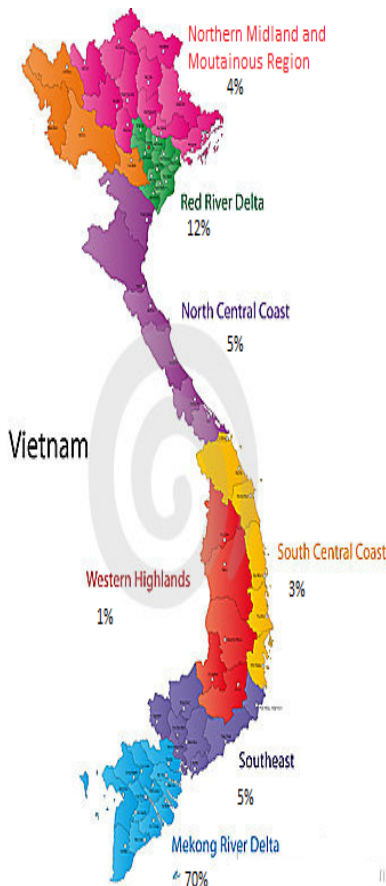 Northern Midland and
Moutainous Region
4%
Red River Delta
12%
North Central Coast
5%
Vietnam
South Central Coast
3%
Western Highlands
1%
Southeast
5%
Mekong River Delta
70%